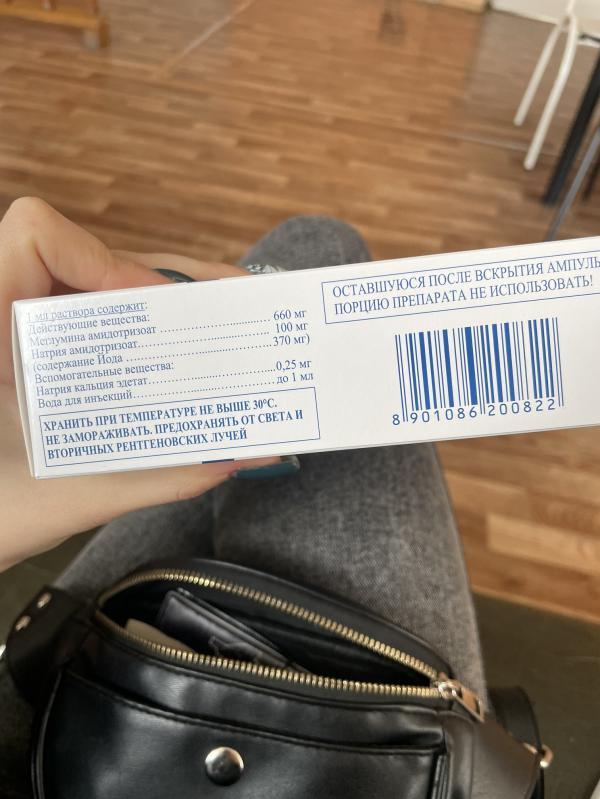 1 мл раствора содержит:
Действующие вещества:
Меглумина амидотризоат ........................... 660 мг
Натрия амидотризоат ........................... 100 мг
(содержание Йода ........................... 370 мг)
Вспомогательные вещества:
Натрия кальция эдетат ........................... 0,25 мг
Вода для инъекций ........................... до 1 мл
ХРАНИТЬ ПРИ ТЕМПЕРАТУРЕ НЕ ВЫШЕ 30°С.
НЕ ЗАМОРАЖИВАТЬ. ПРЕДОХРАНЯТЬ ОТ СВЕТА И
ВТОРИЧНЫХ РЕНТГЕНОВСКИХ ЛУЧЕЙ
ОСТАВШУЮСЯ ПОСЛЕ ВСКРЫТИЯ АМПУЛЬ
ПОРЦИЮ ПРЕПАРАТА НЕ ИСПОЛЬЗОВАТЬ!
8 901086 200822